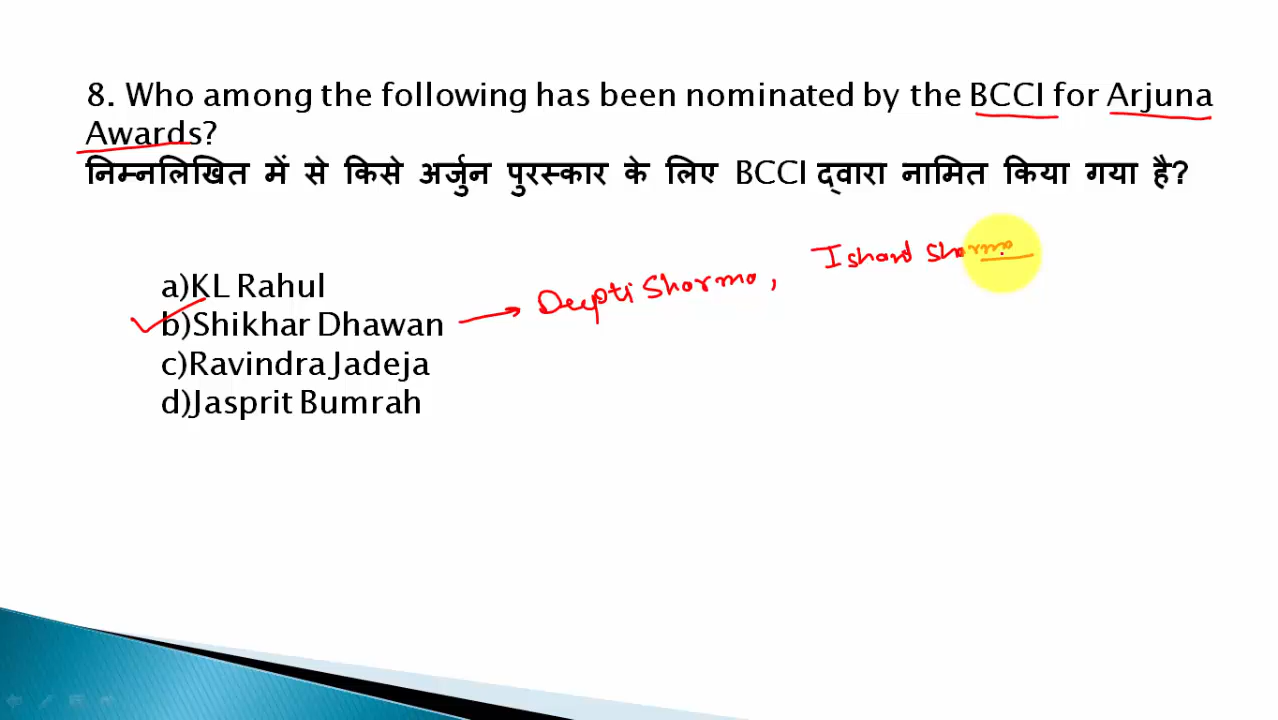 8. Who among the following has been nominated by the BCCI for Arjuna
Awards?
निम्नलिखित में से किसे अर्जुन पुरस्कार के लिए BCCI द्वारा नामित किया गया है?
a)KL Rahul
b)Shikhar Dhawan → Deepti Sharma, Ishant Sharma
c)Ravindra Jadeja
d)Jasprit Bumrah